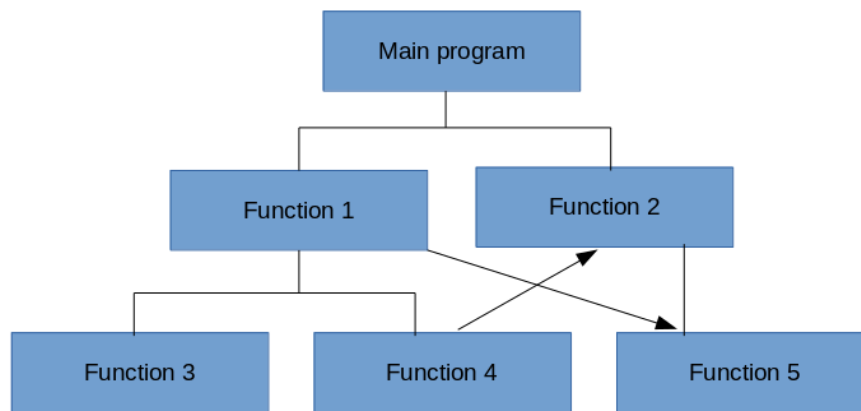 Main program
Function 1
Function 2
Function 3
Function 4
Function 5